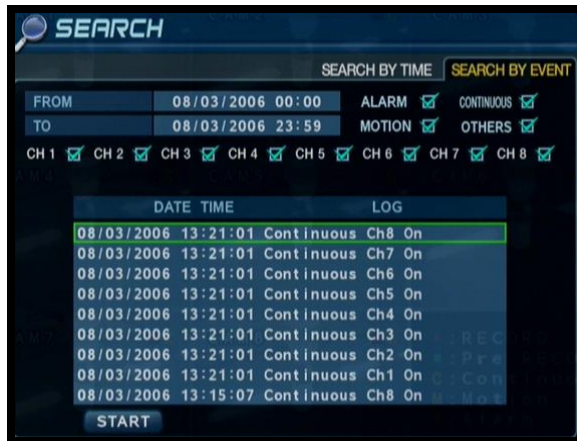 SEARCH
SEARCH BY TIME SEARCH BY EVENT
FROM 08/03/2006 00:00 ALARM CONTINUOUS
TO 08/03/2006 23:59 MOTION OTHERS
CH 1 CH 2 CH 3 CH 4 CH 5 CH 6 CH 7 CH 8
DATE TIME LOG
08/03/2006 13:21:01 Continuous Ch8 On
08/03/2006 13:21:01 Continuous Ch7 On
08/03/2006 13:21:01 Continuous Ch6 On
08/03/2006 13:21:01 Continuous Ch5 On
08/03/2006 13:21:01 Continuous Ch4 On
08/03/2006 13:21:01 Continuous Ch3 On
08/03/2006 13:21:01 Continuous Ch2 On
08/03/2006 13:21:01 Continuous Ch1 On
08/03/2006 13:15:07 Continuous Ch8 On
START